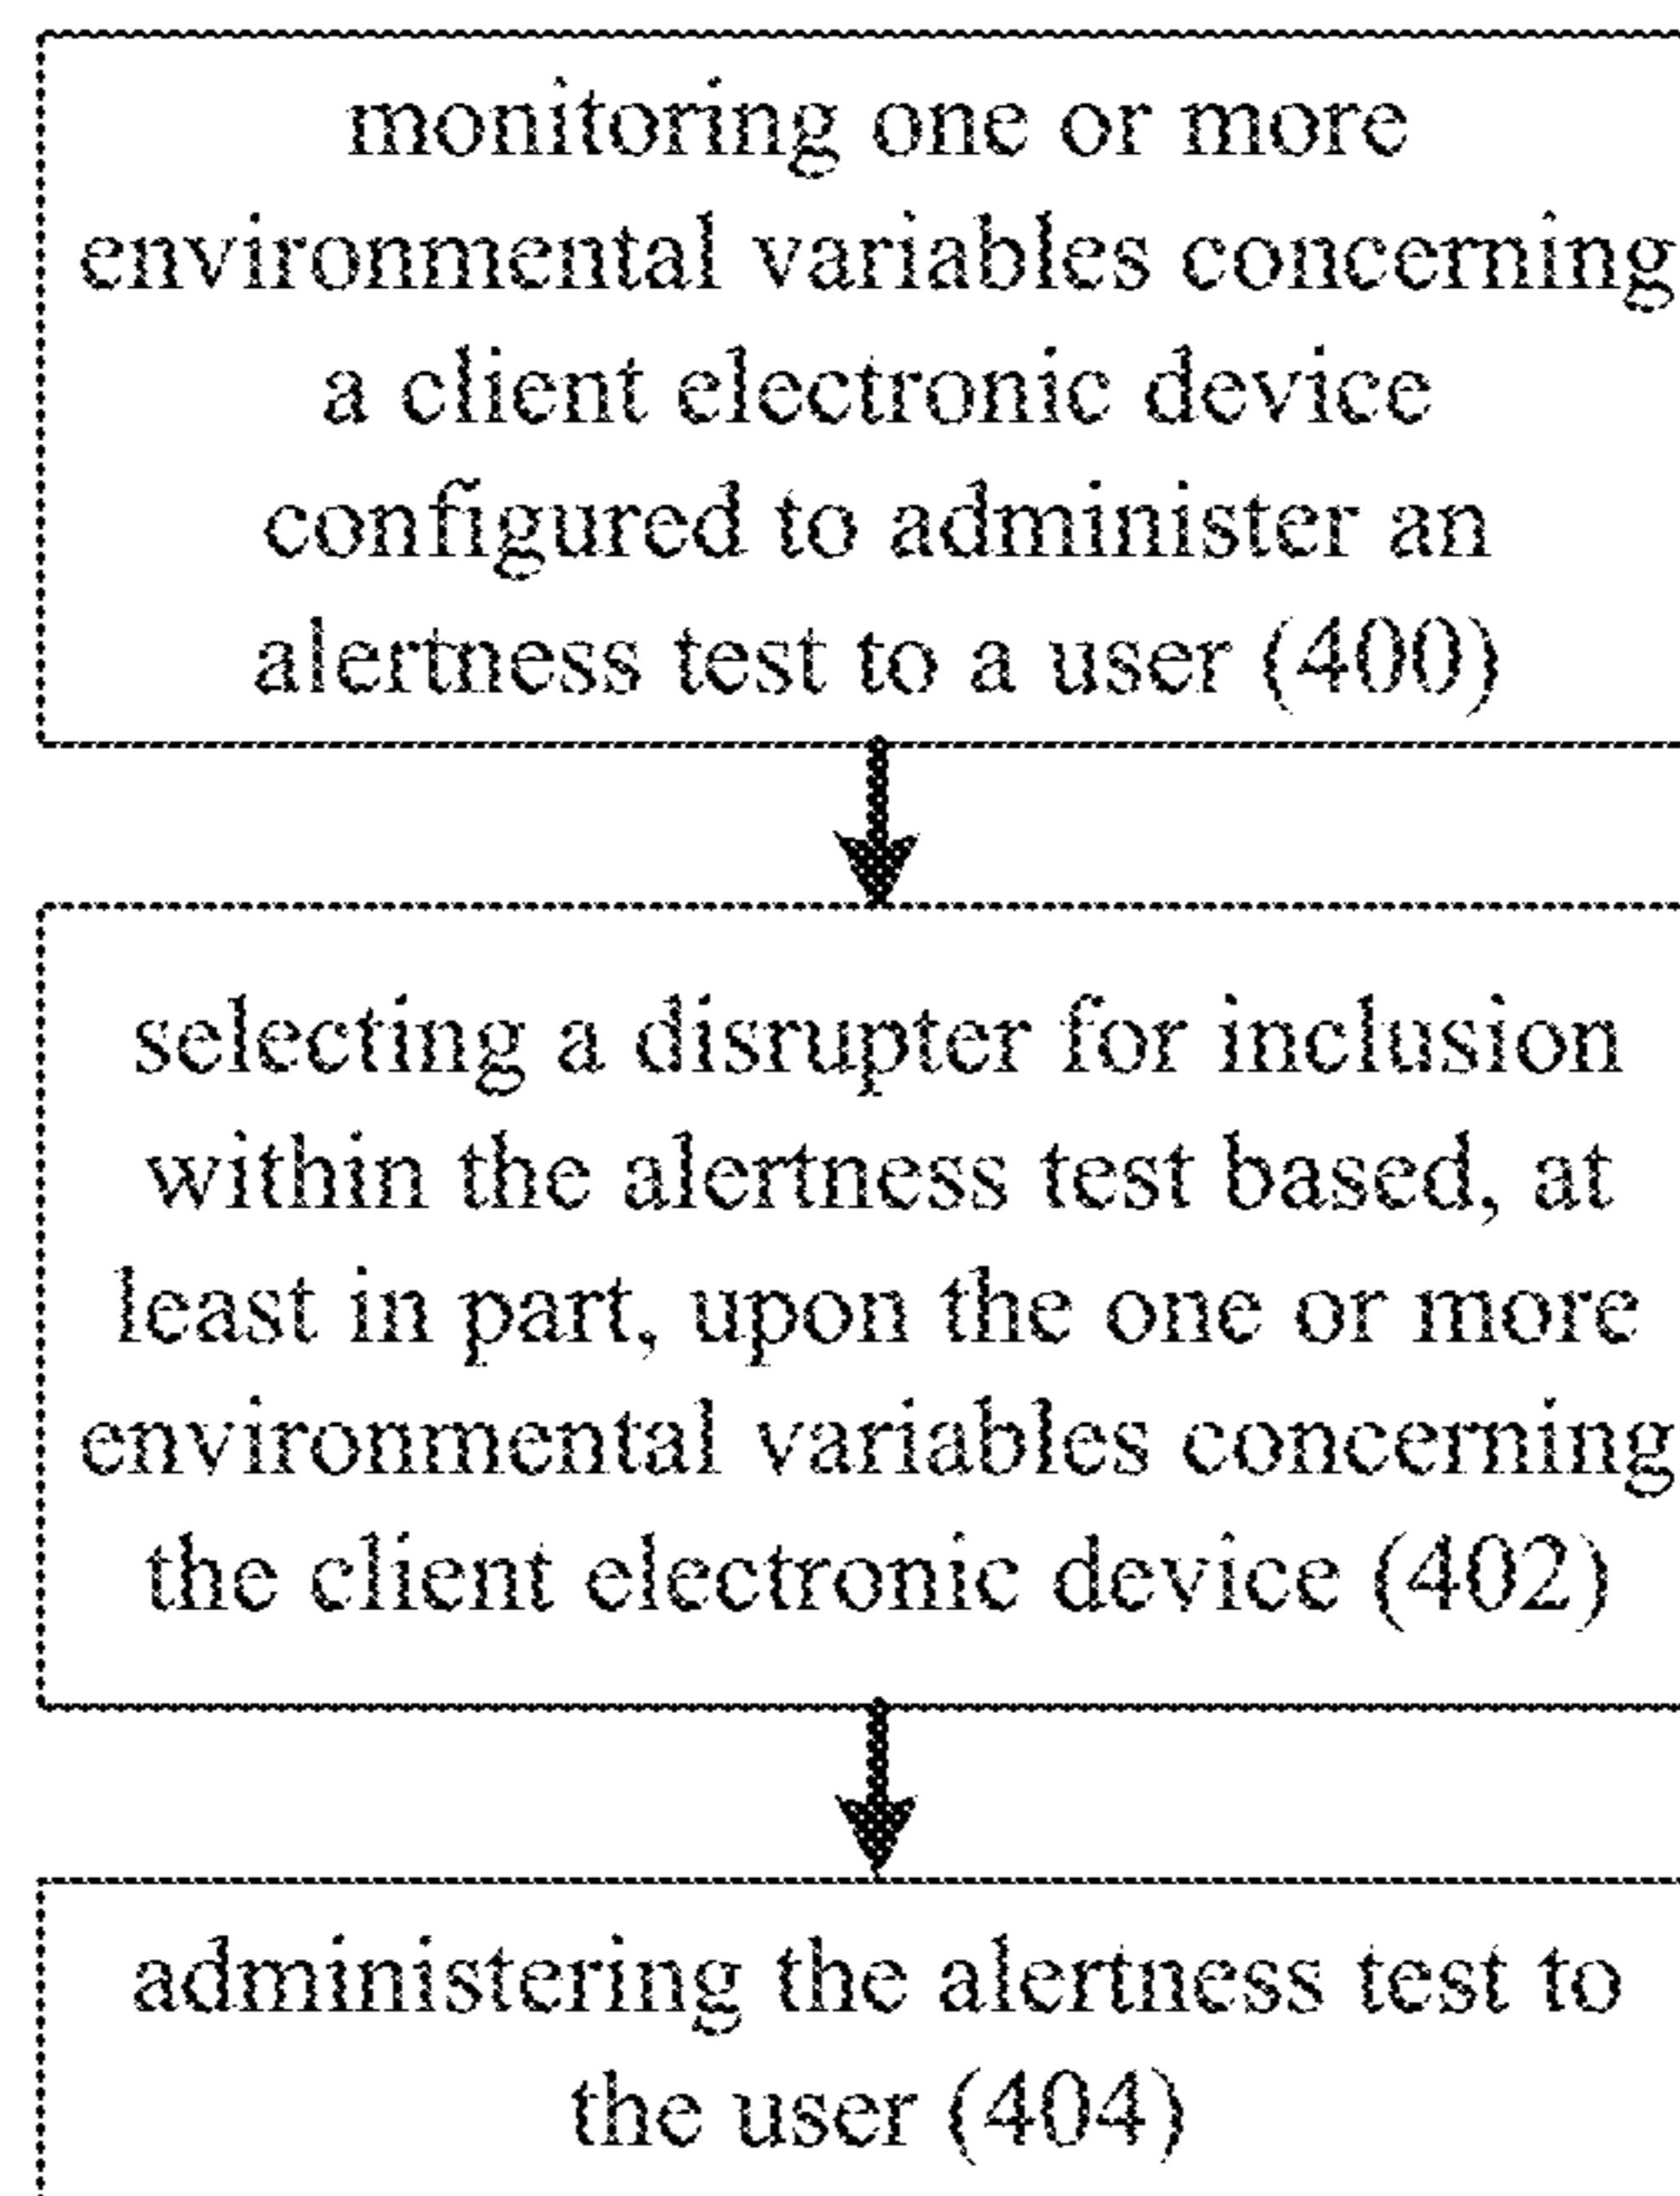 monitoring one or more
environmental variables concerning
a client electronic device
configured to administer an
alertness test to a user (400)
selecting a disrupter for inclusion
within the alertness test based, at
least in part, upon the one or more
environmental variables concerning
the client electronic device (402)
administering the alertness test to
the user (404)